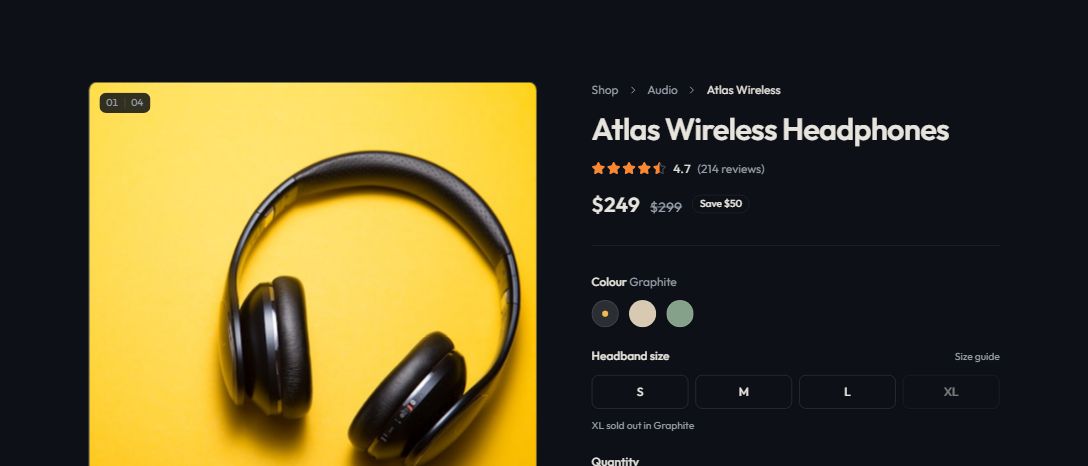 01 | 04
Shop > Audio > Atlas Wireless
Atlas Wireless Headphones
4.7 (214 reviews)
$249 $299 Save $50
Colour Graphite
Headband size Size guide
S M L XL
XL sold out in Graphite
Quantity